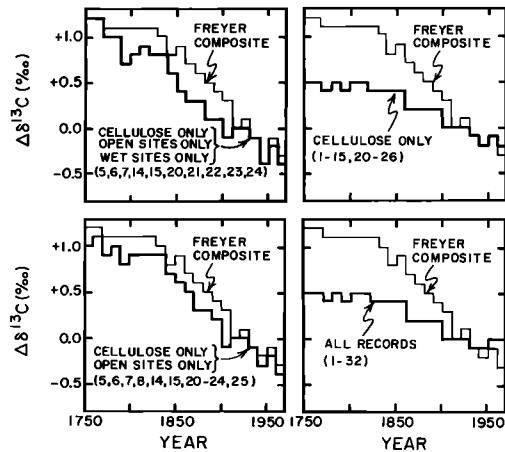 +1.0
+0.5
0.0
-0.5
Δδ¹³C (‰)
FREYER
COMPOSITE
CELLULOSE ONLY
OPEN SITES ONLY
WET SITES ONLY
(5,6,7,14,15,20,21,22,23,24)
FREYER
COMPOSITE
CELLULOSE ONLY
(1-15, 20-26)
+1.0
+0.5
0.0
-0.5
Δδ¹³C (‰)
FREYER
COMPOSITE
CELLULOSE ONLY
OPEN SITES ONLY
(5,6,7,8,14,15,20-24,25)
1750 1850 1950
YEAR
FREYER
COMPOSITE
ALL RECORDS
(1-32)
1750 1850 1950
YEAR